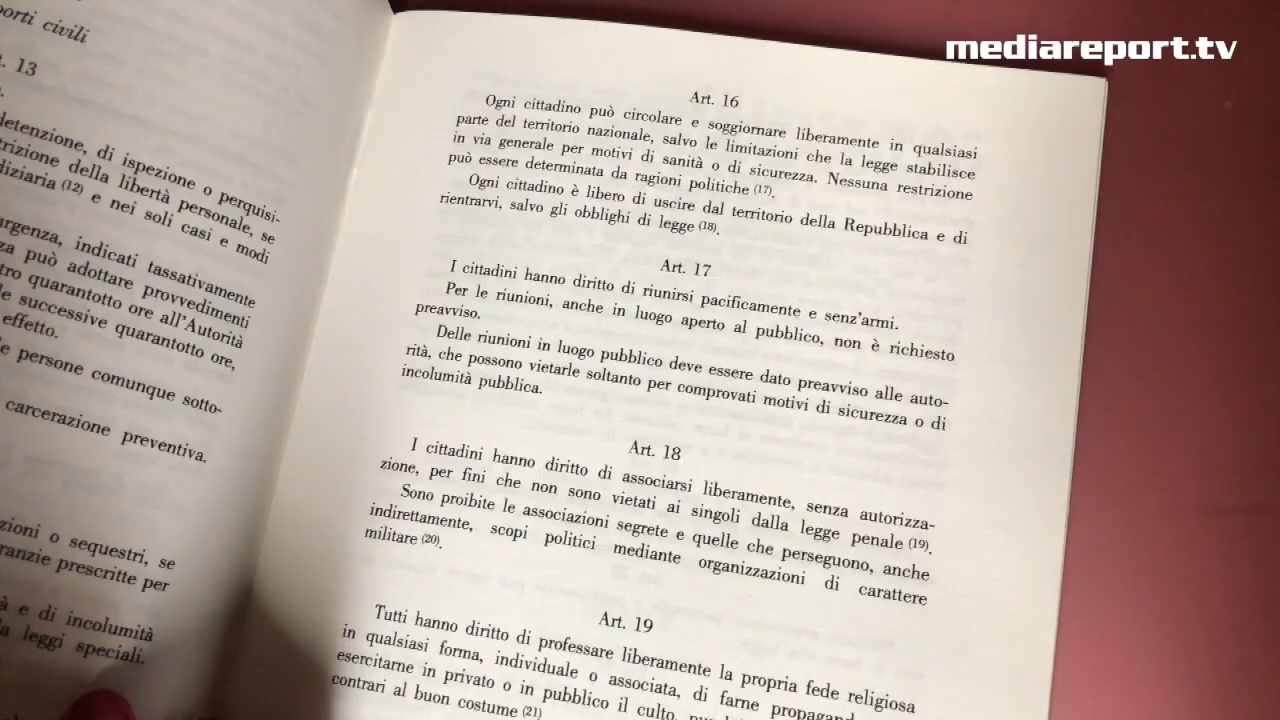 porti civili
. 13
detenzione, di ispezione o perquisi-
trizione della libertà personale, se
diziaria (12) e nei soli casi e modi
urgenza, indicati tassativamente
za può adottare provvedimenti
tro quarantotto ore all'Autorità
le successive quarantotto ore,
effetto.
le persone comunque sotto-
carcerazione preventiva.
zioni o sequestri, se
ranzie prescritte per
à e di incolumità
la leggi speciali.
mediareport.tv
Art. 16
Ogni cittadino può circolare e soggiornare liberamente in qualsiasi
parte del territorio nazionale, salvo le limitazioni che la legge stabilisce
in via generale per motivi di sanità o di sicurezza. Nessuna restrizione
può essere determinata da ragioni politiche (17).
Ogni cittadino è libero di uscire dal territorio della Repubblica e di
rientrarvi, salvo gli obblighi di legge (18).
Art. 17
I cittadini hanno diritto di riunirsi pacificamente e senz'armi.
Per le riunioni, anche in luogo aperto al pubblico, non è richiesto
preavviso.
Delle riunioni in luogo pubblico deve essere dato preavviso alle auto-
rità, che possono vietarle soltanto per comprovati motivi di sicurezza o di
incolumità pubblica.
Art. 18
I cittadini hanno diritto di associarsi liberamente, senza autorizza-
zione, per fini che non sono vietati ai singoli dalla legge penale (19).
Sono proibite le associazioni segrete e quelle che perseguono, anche
indirettamente, scopi politici mediante organizzazioni di carattere
militare (20).
Art. 19
Tutti hanno diritto di professare liberamente la propria fede religiosa
in qualsiasi forma, individuale o associata, di farne propagand
esercitarne in privato o in pubblico il culto,
contrari al buon costume (21)